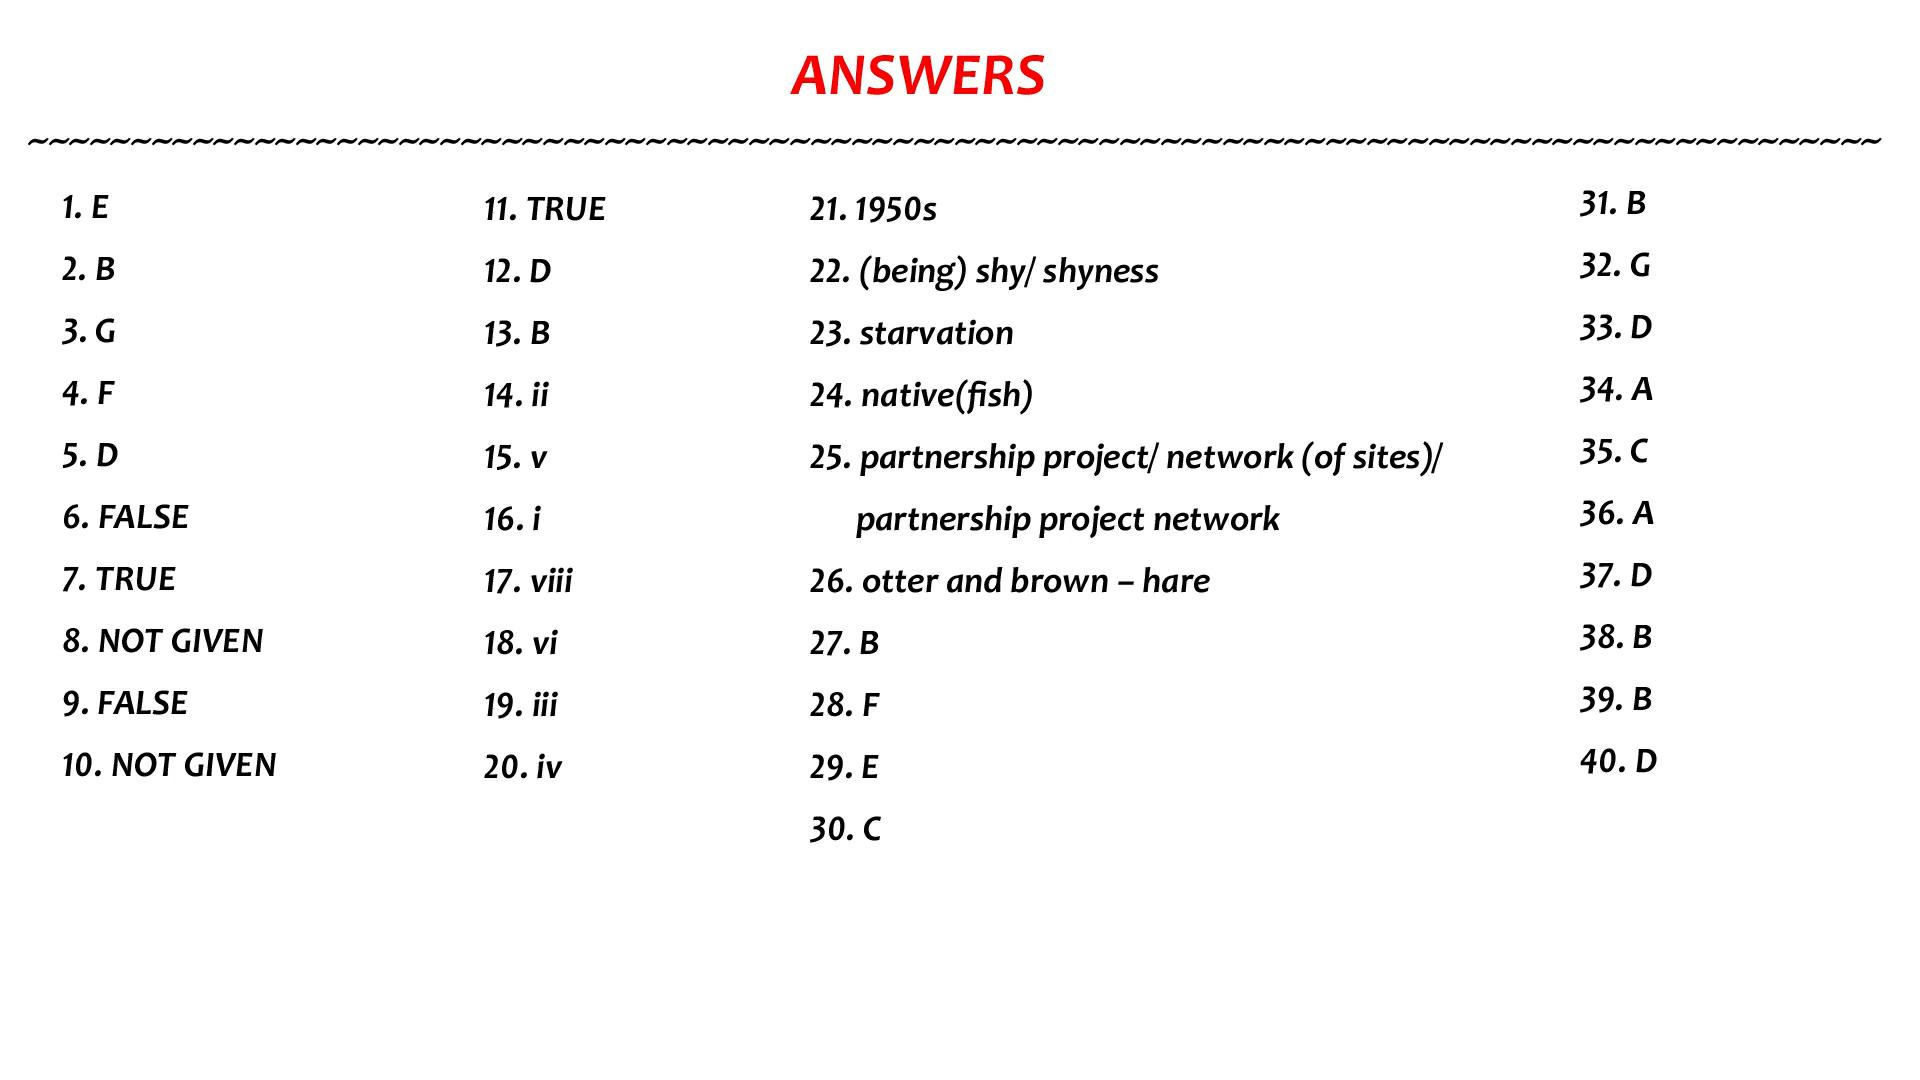 ANSWERS
~~~~~~~~~~~~~~~~~~~~~~~~~~~~~~~~~~~~~~~~~~~~~~~~~~~~~~~~~~~~~~~~~~~~~~~~~~~~~~~~~~~~~~~~~~
1. E
2. B
3. G
4. F
5. D
6. FALSE
7. TRUE
8. NOT GIVEN
9. FALSE
10. NOT GIVEN
11. TRUE
12. D
13. B
14. ii
15. v
16. i
17. viii
18. vi
19. iii
20. iv
21. 1950s
22. (being) shy/ shyness
23. starvation
24. native(fish)
25. partnership project/ network (of sites)/
partnership project network
26. otter and brown – hare
27. B
28. F
29. E
30. C
31. B
32. G
33. D
34. A
35. C
36. A
37. D
38. B
39. B
40. D